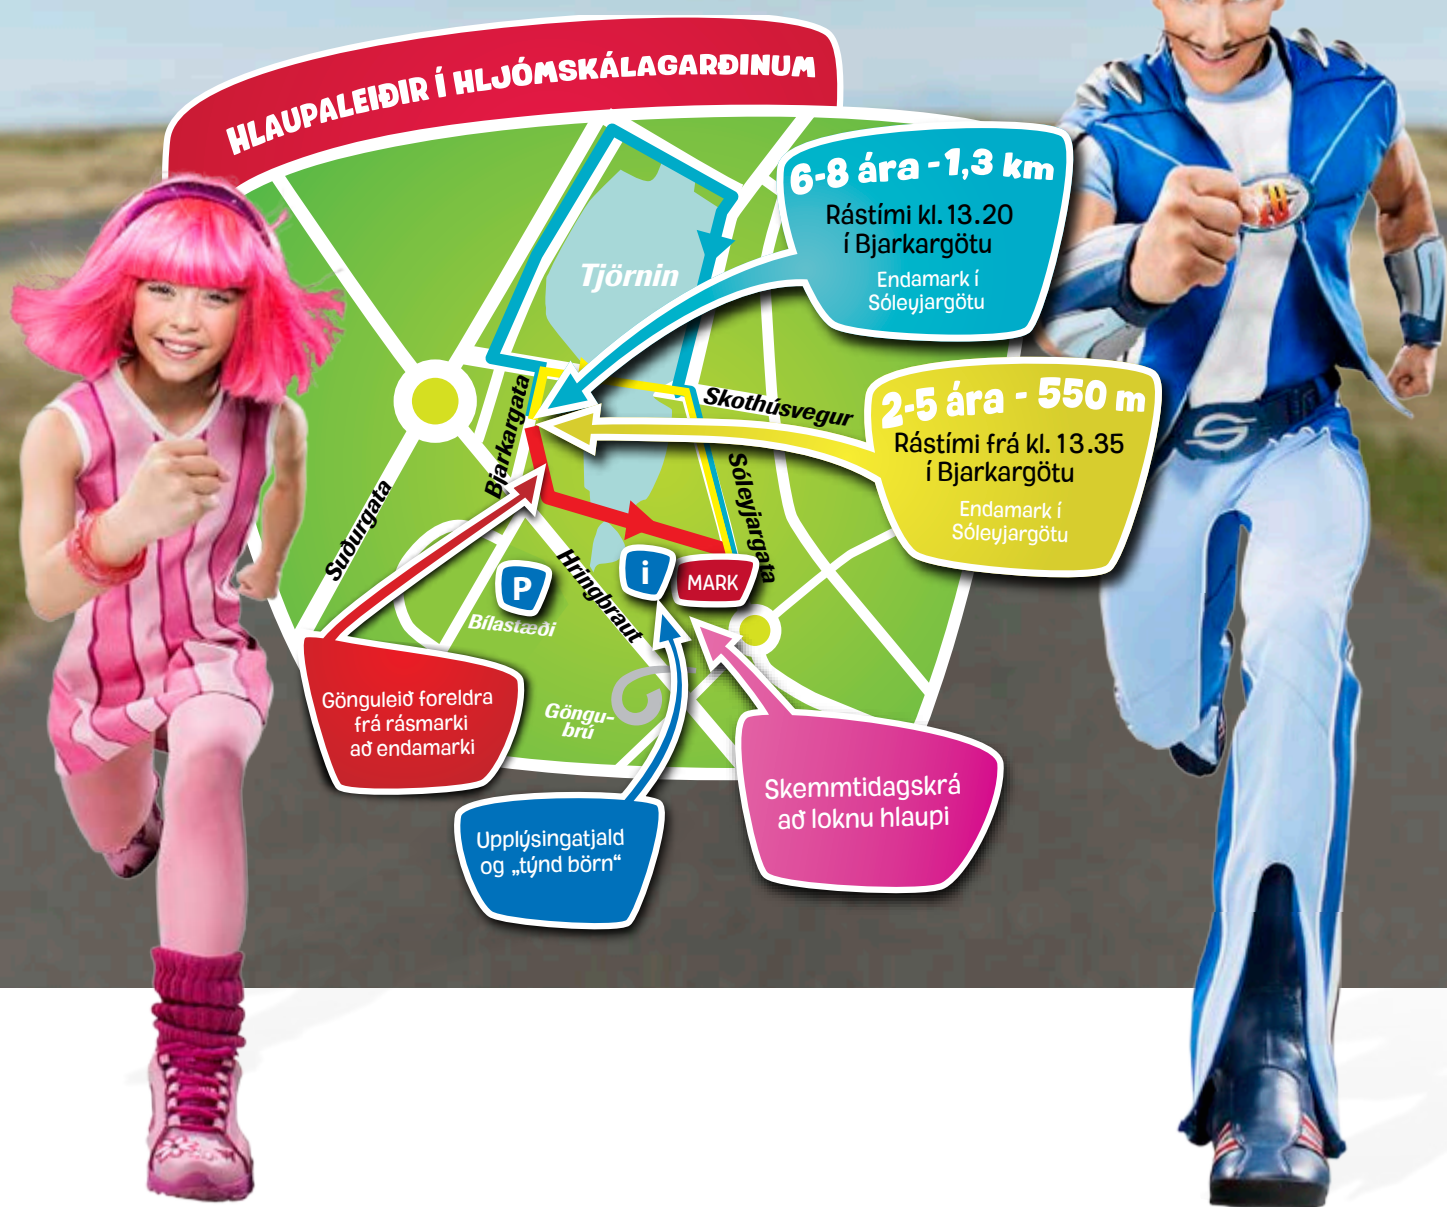 HLAUPALEIÐIR Í HLJÓMSKÁLAGARÐINUM
6-8 ára - 1,3 km
Rástími kl. 13.20
í Bjarkargötu
Endamark í
Sóleyjargötu
Tjörnin
2-5 ára - 550 m
Rástími frá kl. 13.35
í Bjarkargötu
Endamark í
Sóleyjargötu
Skothúsvegur
Bjarkargata
Sóleyjargata
Suðurgata
Hringbraut
P
Bílastæði
i
MARK
Gönguleið foreldra
frá rásmarki
að endamarki
Göngu-
brú
Skemmtidagskrá
að loknu hlaupi
Upplýsingatjald
og „týnd börn“